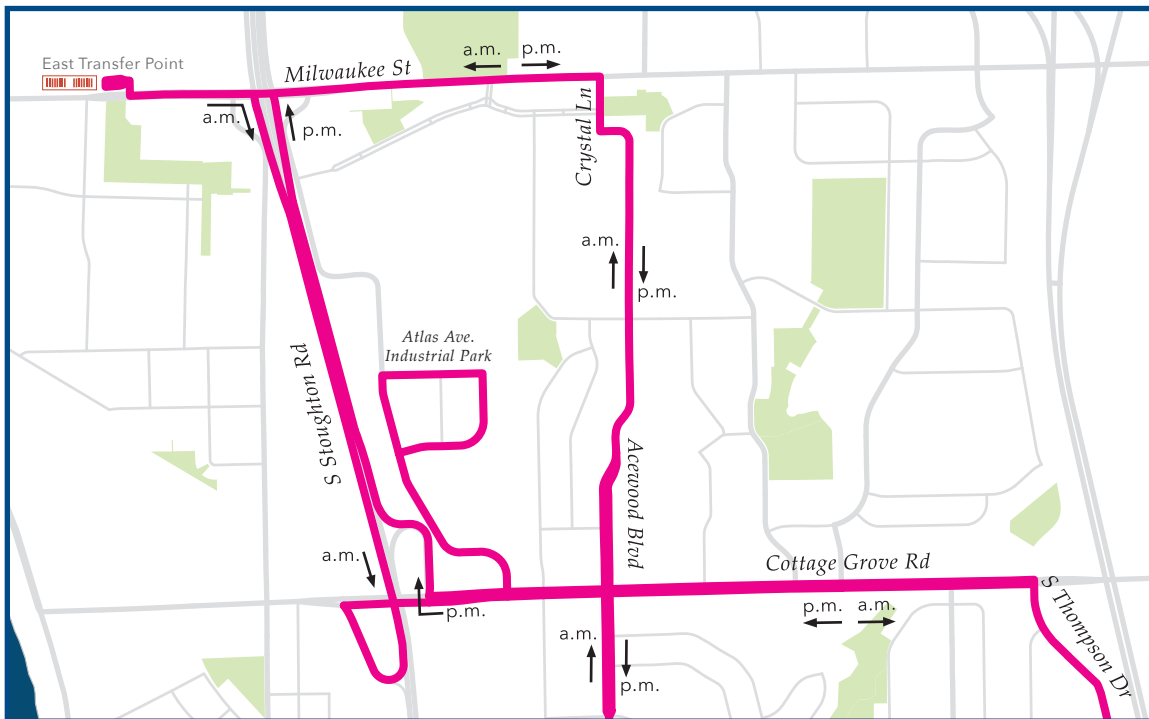 East Transfer Point
Milwaukee St
a.m.
p.m.
a.m.
p.m.
Crystal Ln
a.m.
p.m.
Atlas Ave.
Industrial Park
S Stoughton Rd
Acewood Blvd
a.m.
Cottage Grove Rd
p.m.
p.m.
a.m.
S Thompson Dr
a.m.
p.m.